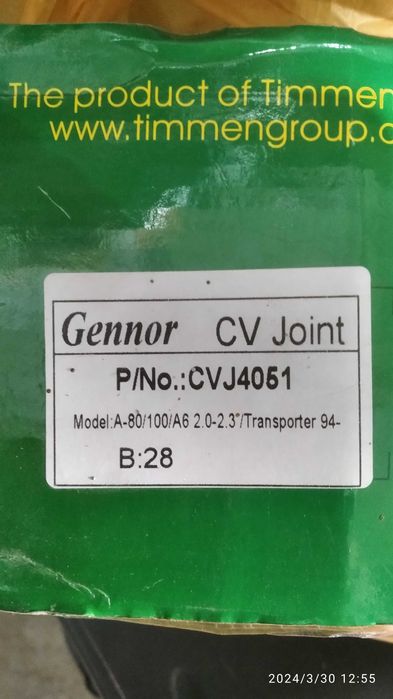 The product of Timmen
www.timmengroup.c
Gennor CV Joint
P/No.:CVJ4051
Model:A-80/100/A6 2.0-2.3"/Transporter 94-
B:28
2024/3/30 12:55